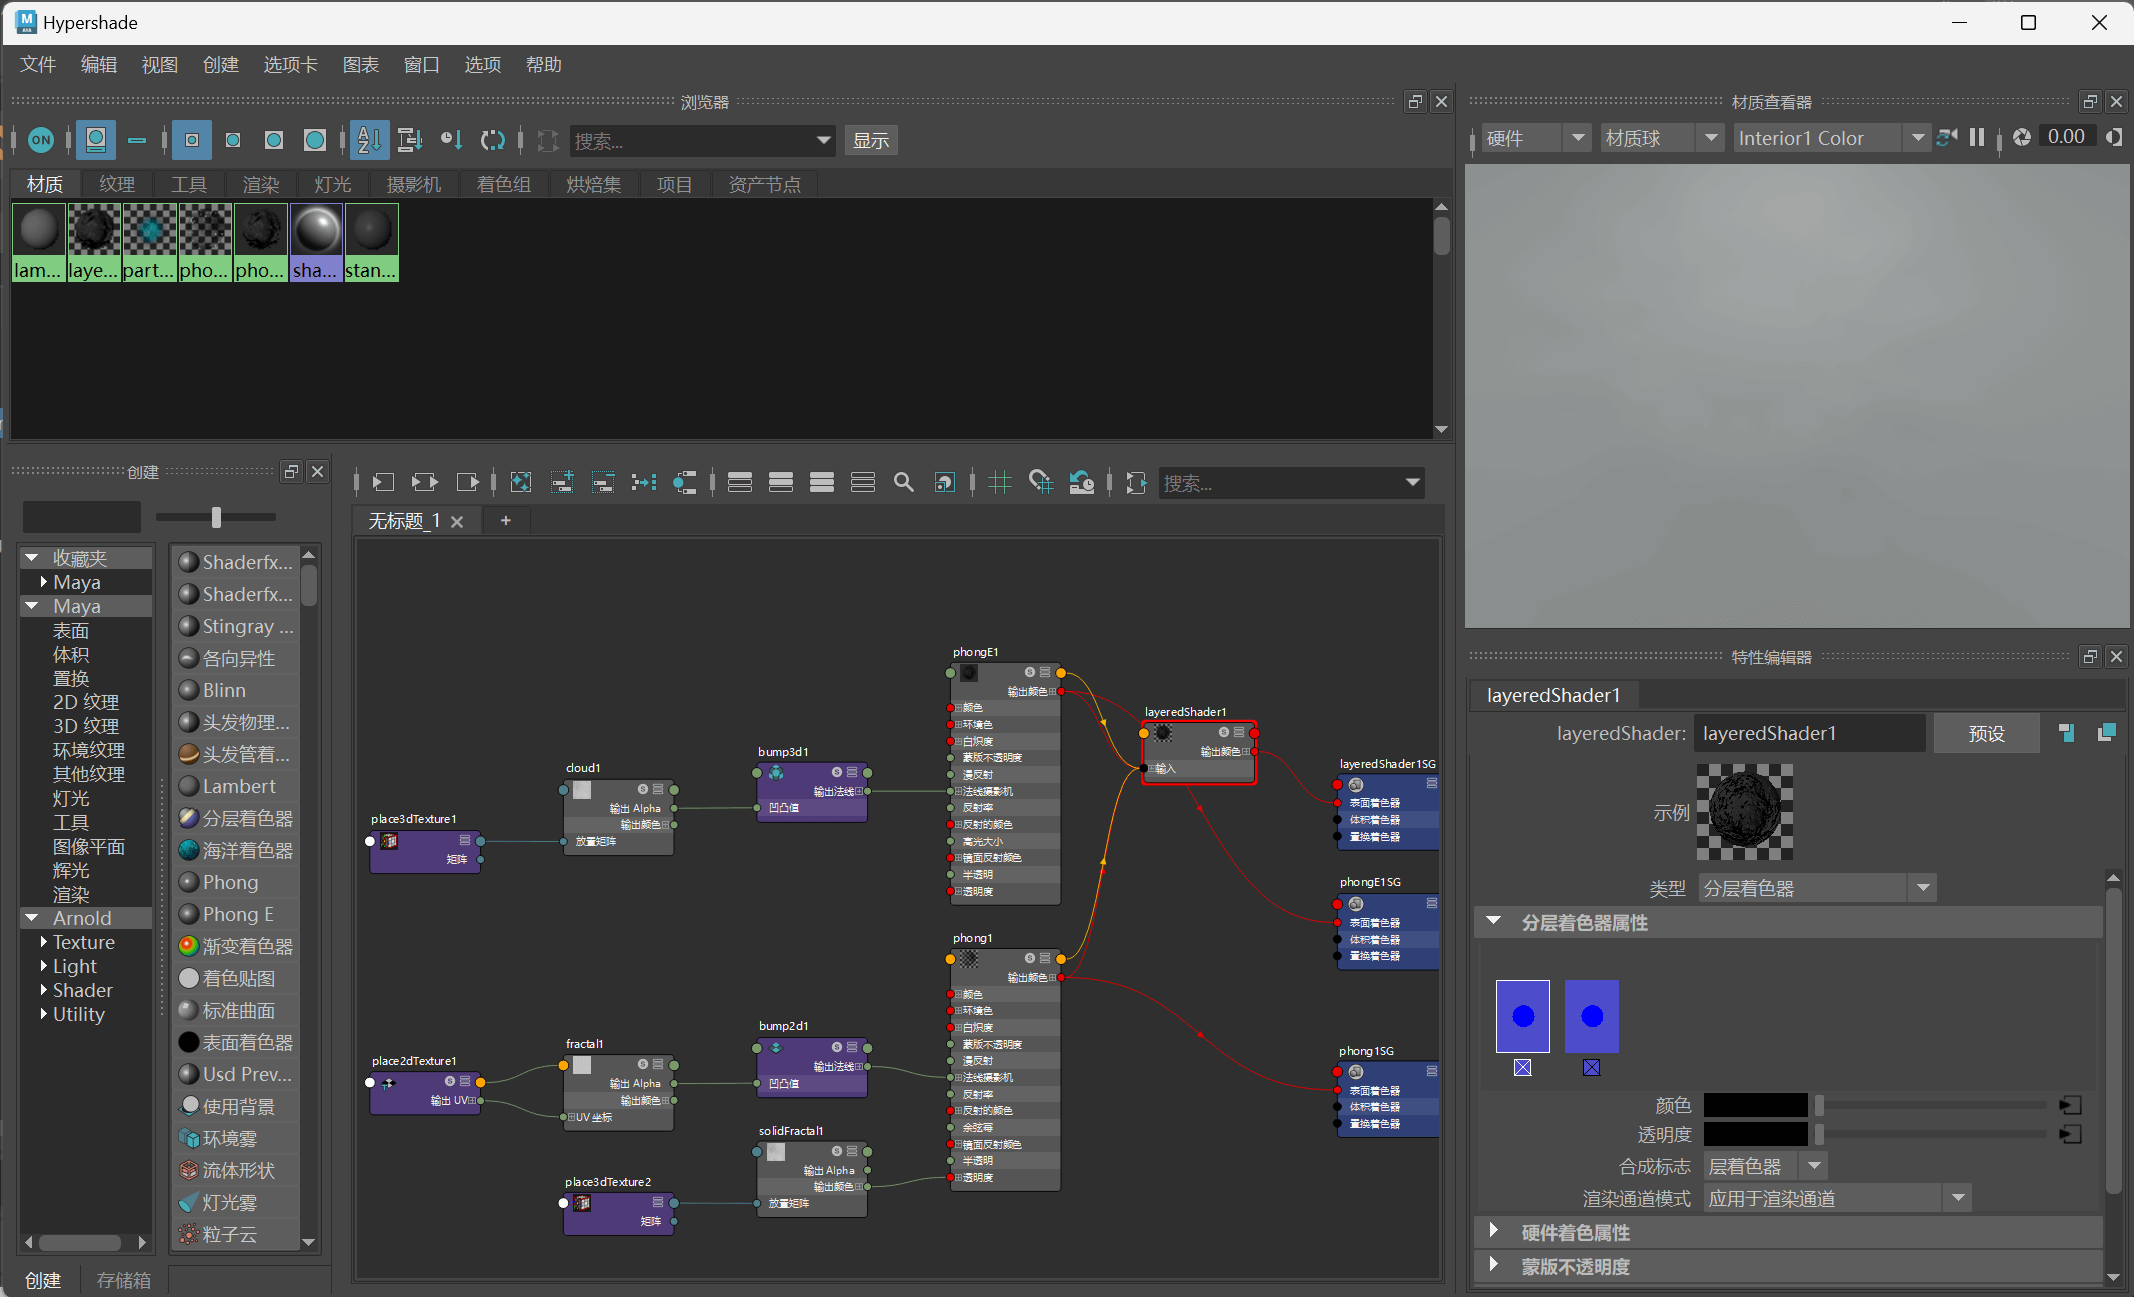 Hypershade
文件 编辑 视图 创建 选项卡 图表 窗口 选项 帮助
浏览器
ON
搜索...
显示
材质 纹理 工具 渲染 灯光 摄影机 着色组 烘焙集 项目 资产节点
lam... laye... part... pho... pho... sha... stan...
材质查看器
硬件 材质球 Interior1 Color 0.00
创建
收藏夹
Maya
Maya
表面
体积
置换
2D 纹理
3D 纹理
环境纹理
其他纹理
灯光
工具
图像平面
辉光
渲染
Arnold
Texture
Light
Shader
Utility
创建 存储箱
Shaderfx...
Shaderfx...
Stingray ...
各向异性
Blinn
头发物理...
头发管着...
Lambert
分层着色器
海洋着色器
Phong
Phong E
渐变着色器
着色贴图
标准曲面
表面着色器
Usd Prev...
使用背景
环境雾
流体形状
灯光雾
粒子云
搜索...
无标题_1
+
place3dTexture1
矩阵
cloud1
输出 Alpha
输出颜色
放置矩阵
bump3d1
输出法线
凹凸值
phongE1
输出颜色
颜色
环境色
白炽度
蒙版不透明度
漫反射
法线摄影机
反射率
反射的颜色
高光大小
镜面反射颜色
半透明
透明度
layeredShader1
输出颜色
输入
layeredShader1SG
表面着色器
体积着色器
置换着色器
phongE1SG
表面着色器
体积着色器
置换着色器
place2dTexture1
输出 UV
fractal1
输出 Alpha
输出颜色
UV 坐标
bump2d1
输出法线
凹凸值
solidFractal1
输出 Alpha
输出颜色
放置矩阵
place3dTexture2
矩阵
phong1
输出颜色
颜色
环境色
白炽度
蒙版不透明度
漫反射
法线摄影机
反射率
反射的颜色
余弦幂
镜面反射颜色
半透明
透明度
phong1SG
表面着色器
体积着色器
置换着色器
特性编辑器
layeredShader1
layeredShader: layeredShader1 预设
示例
类型 分层着色器
分层着色器属性
颜色
透明度
合成标志 层着色器
渲染通道模式 应用于渲染通道
硬件着色属性
蒙版不透明度